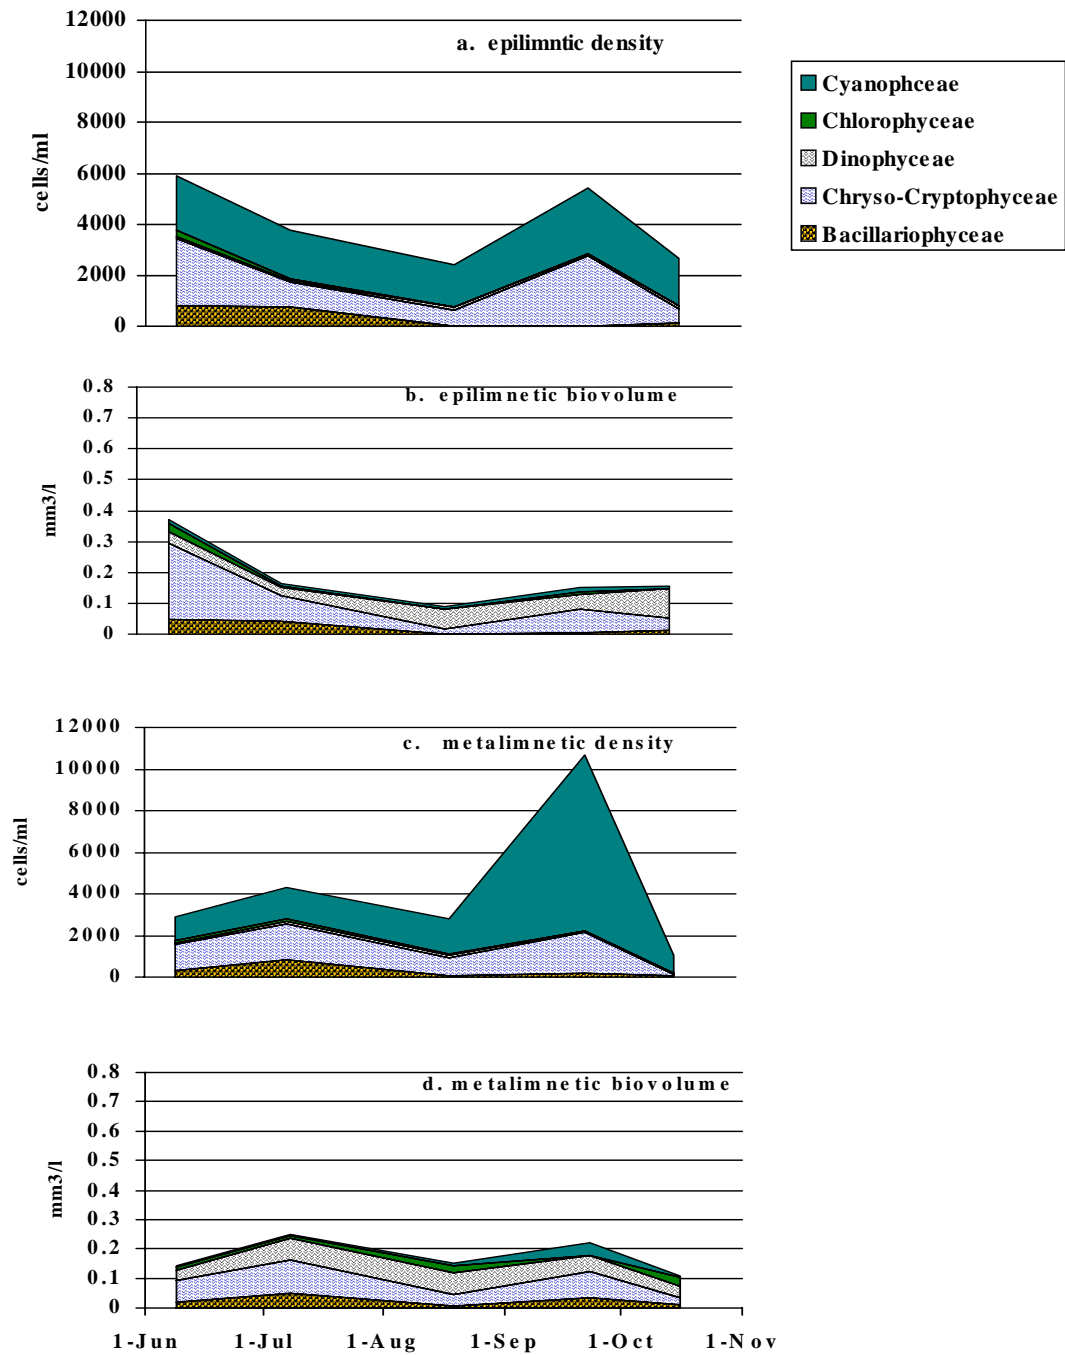 12000
a. epilimntic density
10000
8000
6000
4000
2000
0
cells/ml
Cyanophceae
Chlorophyceae
Dinophyceae
Chryso-Cryptophyceae
Bacillariophyceae
0.8
b. epilimnetic biovolume
0.7
0.6
0.5
0.4
0.3
0.2
0.1
0
mm3/l
12000
c. metalimnetic density
10000
8000
6000
4000
2000
0
cells/ml
0.8
d. metalimnetic biovolume
0.7
0.6
0.5
0.4
0.3
0.2
0.1
0
mm3/l
1-Jun 1-Jul 1-Aug 1-Sep 1-Oct 1-Nov